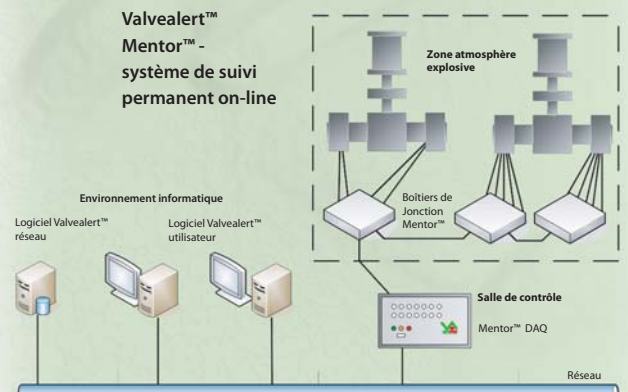 Valvealert™
Mentor™ -
système de suivi
permanent on-line
Zone atmosphère
explosive
Environnement informatique
Logiciel Valvealert™
réseau
Logiciel Valvealert™
utilisateur
Boîtiers de
Jonction
Mentor™
Salle de contrôle
Mentor™ DAQ
Réseau